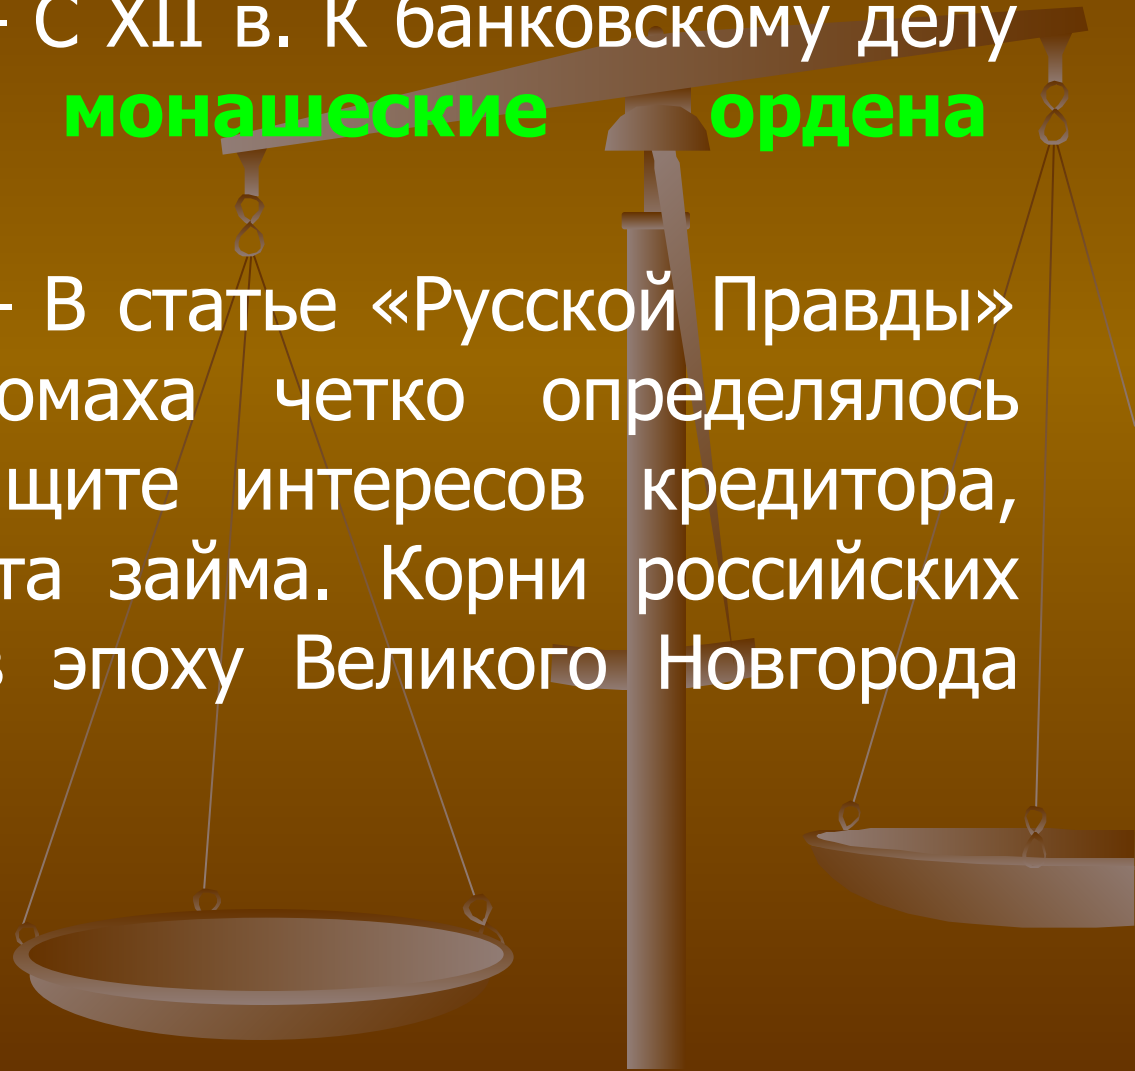 - С XII в. К банковскому делу
монашеские ордена
- В статье «Русской Правды»
омаха четко определялось
щите интересов кредитора,
та займа. Корни российских
в эпоху Великого Новгорода